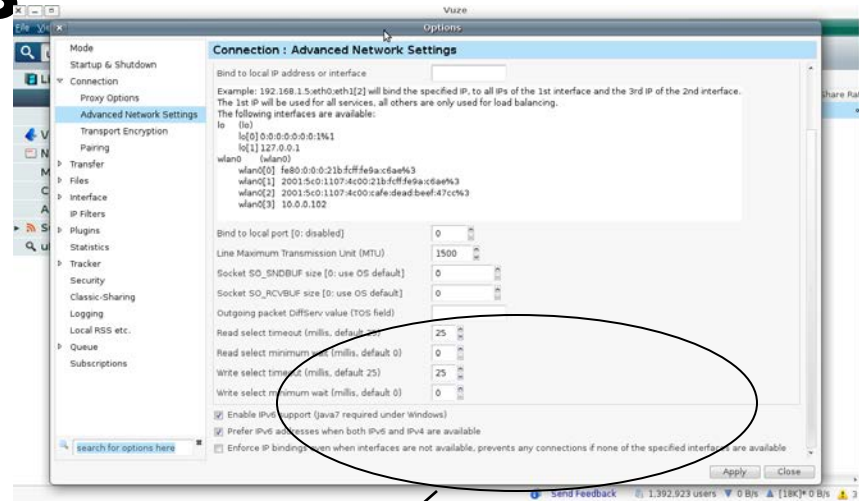 Vuze
Options
Mode
Startup & Shutdown
Connection
Proxy Options
Advanced Network Settings
Transport Encryption
Pairing
Transfer
Files
Interface
IP Filters
Plugins
Statistics
Tracker
Security
Classic-Sharing
Logging
Local RSS etc.
Queue
Subscriptions
search for options here
Connection : Advanced Network Settings
Bind to local IP address or interface
Example: 192.168.1.5;eth0;eth1[2] will bind the specified IP, to all IPs of the 1st interface and the 3rd IP of the 2nd interface.
The 1st IP will be used for all services, all others are only used for load balancing.
The following interfaces are available:
lo (lo)
lo[0] 0:0:0:0:0:0:0:1%1
lo[1] 127.0.0.1
wlan0 (wlan0)
wlan0[0] fe80:0:0:0:21b:fcff:fe9a:c6ae%3
wlan0[1] 2001:5c0:1107:4c00:21b:fcff:fe9a:c6ae%3
wlan0[2] 2001:5c0:1107:4c00:cafe:dead:beef:47cc%3
wlan0[3] 10.0.0.102
Bind to local port [0: disabled] 0
Line Maximum Transmission Unit (MTU) 1500
Socket SO_SNDBUF size [0: use OS default] 0
Socket SO_RCVBUF size [0: use OS default] 0
Outgoing packet DiffServ value (TOS field)
Read select timeout (millis, default 25) 25
Read select minimum wait (millis, default 0) 0
Write select timeout (millis, default 25) 25
Write select minimum wait (millis, default 0) 0
Enable IPv6 support (Java7 required under Windows)
Prefer IPv6 addresses when both IPv6 and IPv4 are available
Enforce IP bindings even when interfaces are not available, prevents any connections if none of the specified interfaces are available
Apply Close
Share Ra
Send Feedback 1,392,923 users 0 B/s [18K]* 0 B/s 3